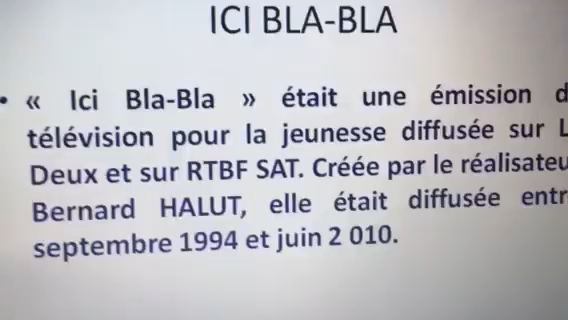 ICI BLA-BLA
• « Ici Bla-Bla » était une émission d
télévision pour la jeunesse diffusée sur L
Deux et sur RTBF SAT. Créée par le réalisateu
Bernard HALUT, elle était diffusée entr
septembre 1994 et juin 2 010.